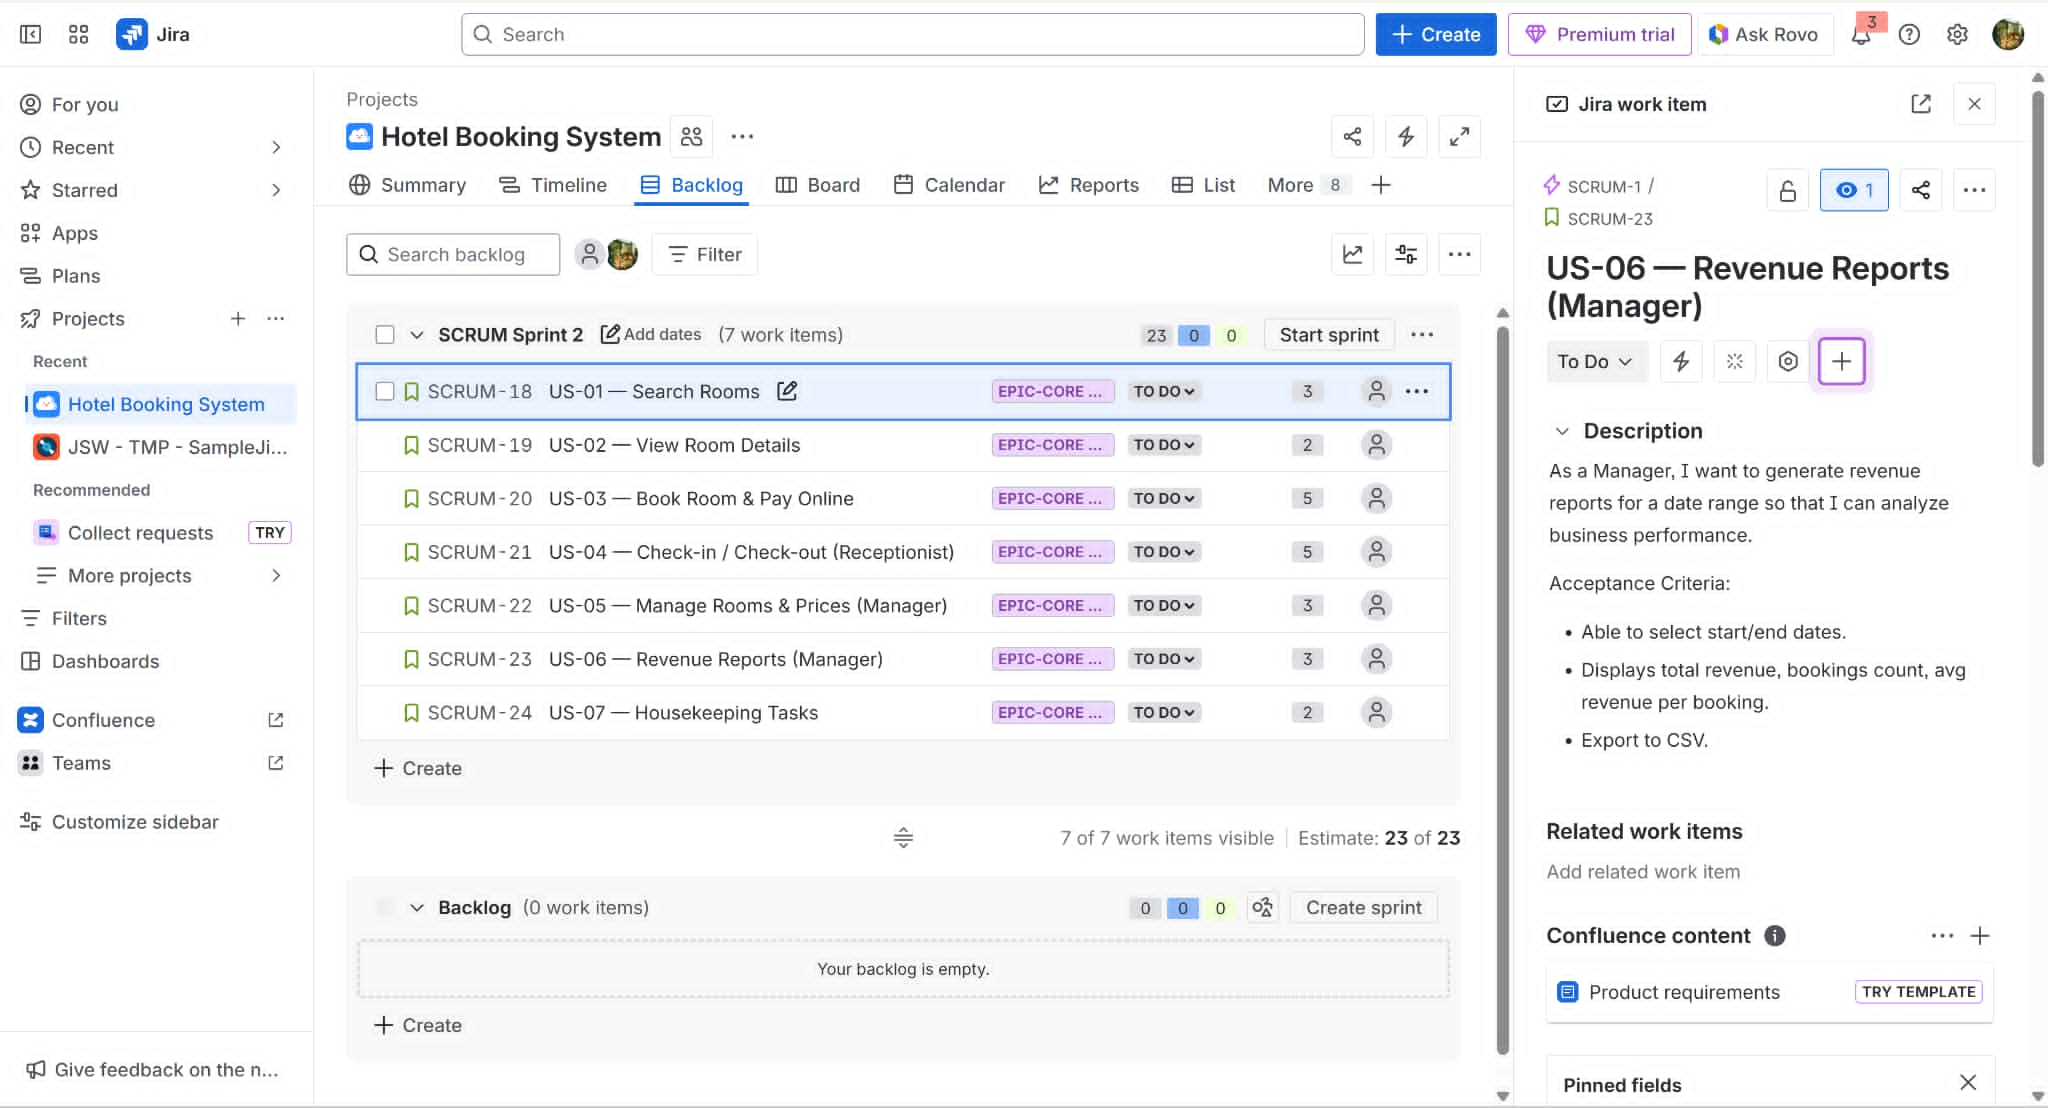 Jira
Search
Create
Premium trial
Ask Rovo
3
For you
Recent
Starred
Apps
Plans
Projects
Recent
Hotel Booking System
JSW - TMP - SampleJi...
Recommended
Collect requests
TRY
More projects
Filters
Dashboards
Confluence
Teams
Customize sidebar
Give feedback on the n...
Projects
Hotel Booking System
Summary
Timeline
Backlog
Board
Calendar
Reports
List
More 8
Search backlog
Filter
SCRUM Sprint 2 Add dates (7 work items) 23 0 0 Start sprint
SCRUM-18 US-01 — Search Rooms EPIC-CORE ... TO DO 3
SCRUM-19 US-02 — View Room Details EPIC-CORE ... TO DO 2
SCRUM-20 US-03 — Book Room & Pay Online EPIC-CORE ... TO DO 5
SCRUM-21 US-04 — Check-in / Check-out (Receptionist) EPIC-CORE ... TO DO 5
SCRUM-22 US-05 — Manage Rooms & Prices (Manager) EPIC-CORE ... TO DO 3
SCRUM-23 US-06 — Revenue Reports (Manager) EPIC-CORE ... TO DO 3
SCRUM-24 US-07 — Housekeeping Tasks EPIC-CORE ... TO DO 2
Create
7 of 7 work items visible Estimate: 23 of 23
Backlog (0 work items) 0 0 0 Create sprint
Your backlog is empty.
Create
Jira work item
SCRUM-1 /
SCRUM-23
1
US-06 — Revenue Reports
(Manager)
To Do
Description
As a Manager, I want to generate revenue
reports for a date range so that I can analyze
business performance.
Acceptance Criteria:
• Able to select start/end dates.
• Displays total revenue, bookings count, avg
revenue per booking.
• Export to CSV.
Related work items
Add related work item
Confluence content
Product requirements TRY TEMPLATE
Pinned fields